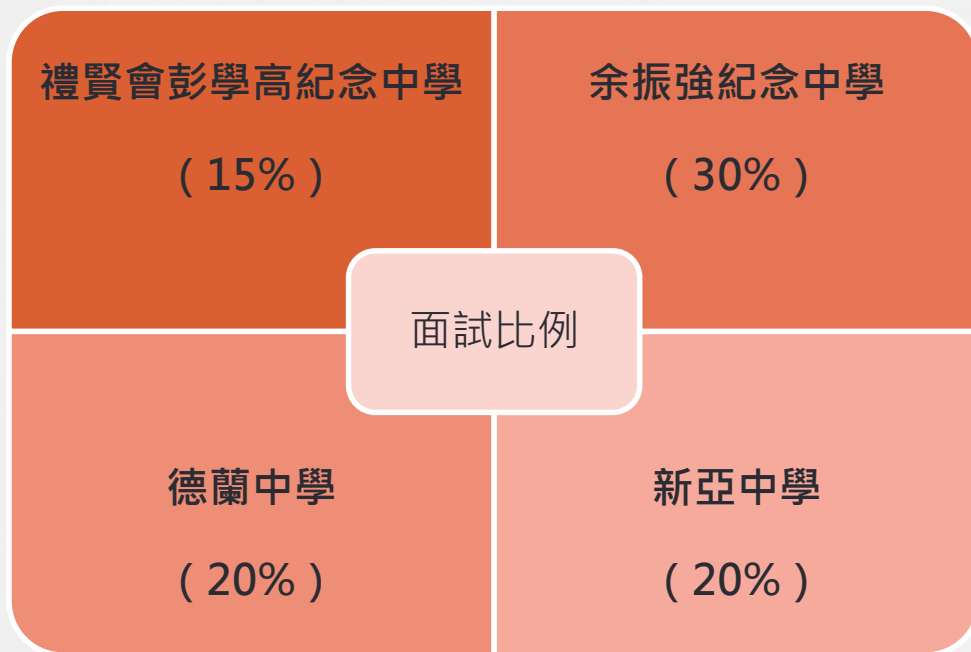 禮賢會彭學高紀念中學
( 15% )
余振強紀念中學
( 30% )
面試比例
德蘭中學
( 20% )
新亞中學
( 20% )